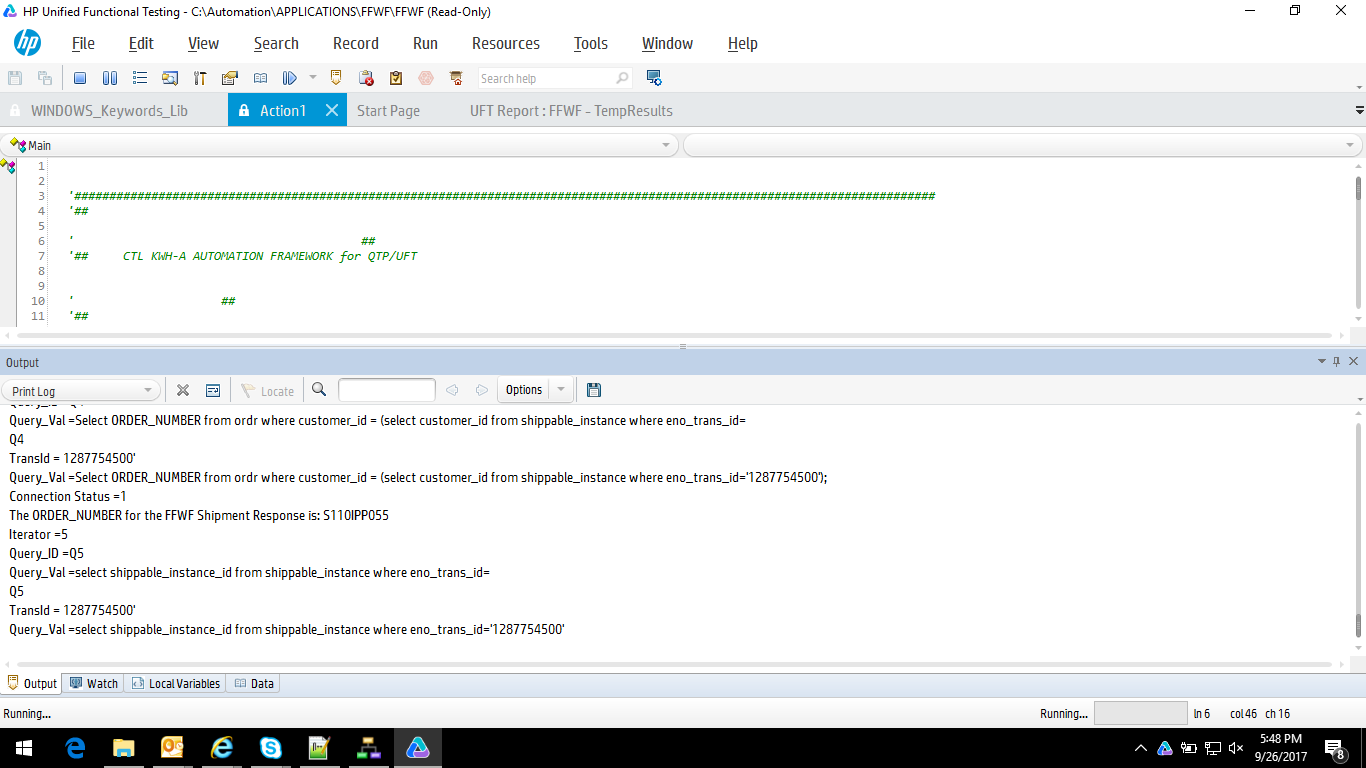 HP Unified Functional Testing - C:\Automation\APPLICATIONS\FFWF\FFWF (Read-Only)
hp File Edit View Search Record Run Resources Tools Window Help
Search help
WINDOWS_Keywords_Lib Action1 Start Page UFT Report : FFWF - TempResults
Main
1
2
3 '###########################################################################################################################
4 '##
5
6 ' ##
7 '## CTL KWH-A AUTOMATION FRAMEWORK for QTP/UFT
8
9
10 ' ##
11 '##
Output
Print Log Locate Options
Query_Val =Select ORDER_NUMBER from ordr where customer_id = (select customer_id from shippable_instance where eno_trans_id=
Q4
TransId = 1287754500'
Query_Val =Select ORDER_NUMBER from ordr where customer_id = (select customer_id from shippable_instance where eno_trans_id='1287754500');
Connection Status =1
The ORDER_NUMBER for the FFWF Shipment Response is: S110IPP055
Iterator =5
Query_ID =Q5
Query_Val =select shippable_instance_id from shippable_instance where eno_trans_id=
Q5
TransId = 1287754500'
Query_Val =select shippable_instance_id from shippable_instance where eno_trans_id='1287754500'
Output Watch Local Variables Data
Running... Running... ln 6 col 46 ch 16
5:48 PM
9/26/2017
8